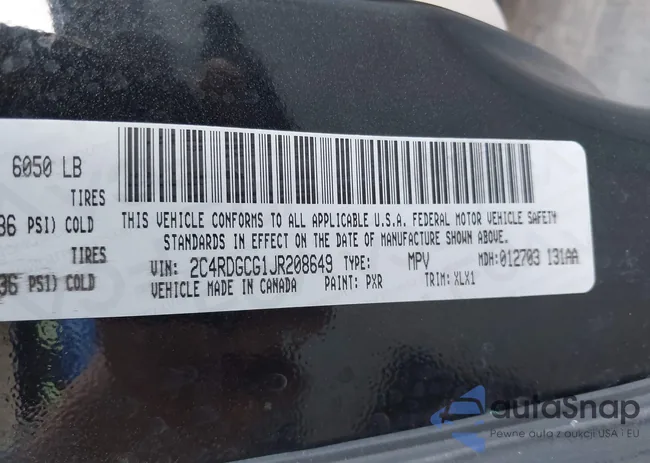 6050 LB
TIRES
36 PSI) COLD
TIRES
36 PSI) COLD
THIS VEHICLE CONFORMS TO ALL APPLICABLE U.S.A. FEDERAL MOTOR VEHICLE SAFETY
STANDARDS IN EFFECT ON THE DATE OF MANUFACTURE SHOWN ABOVE.
VIN: 2C4RDGCG1JR208649 TYPE: MPV MDH:012703 131AA
VEHICLE MADE IN CANADA PAINT: PXR TRIM: XLX1
autoSnap
Pewne auta z aukcji USA i EU